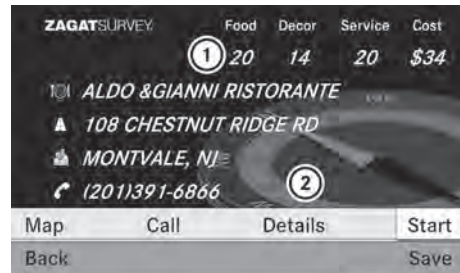 ZAGATSURVEY. Food Decor Service Cost
1 20 14 20 $34
ALDO &GIANNI RISTORANTE
108 CHESTNUT RIDGE RD
MONTVALE, NJ
(201)391-6866
2
Map Call Details Start
Back Save